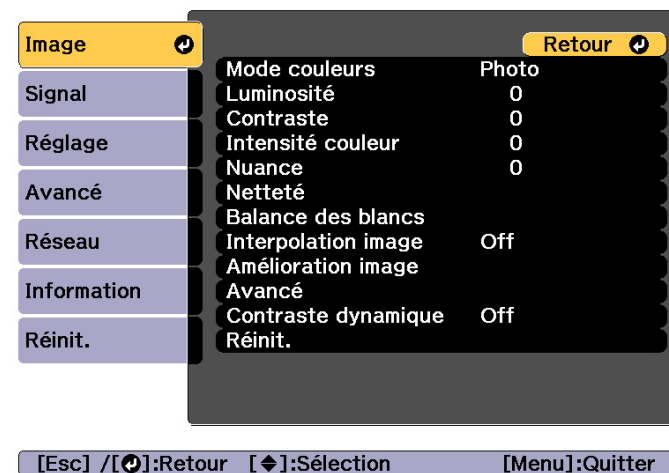 Image
Retour
Mode couleurs Photo
Luminosité 0
Contraste 0
Intensité couleur 0
Nuance 0
Netteté
Balance des blancs
Interpolation image Off
Amélioration image
Avancé
Contraste dynamique Off
Réinit.
Signal
Réglage
Avancé
Réseau
Information
Réinit.
[Esc] /[⏎]:Retour [◆]:Sélection [Menu]:Quitter